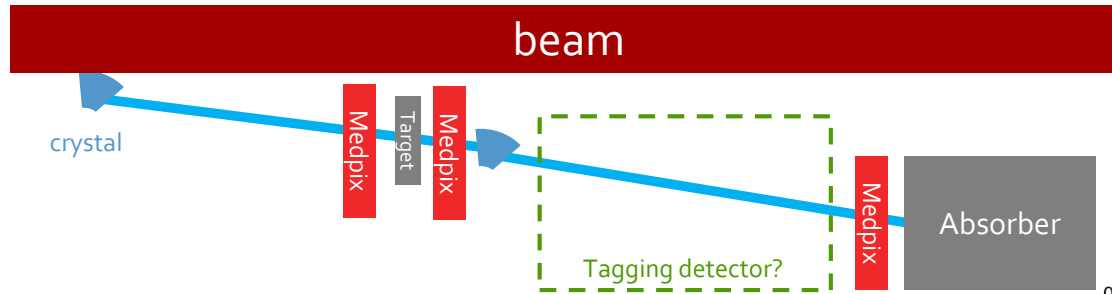 beam
crystal
Medpix
Target
Medpix
Tagging detector?
Medpix
Absorber